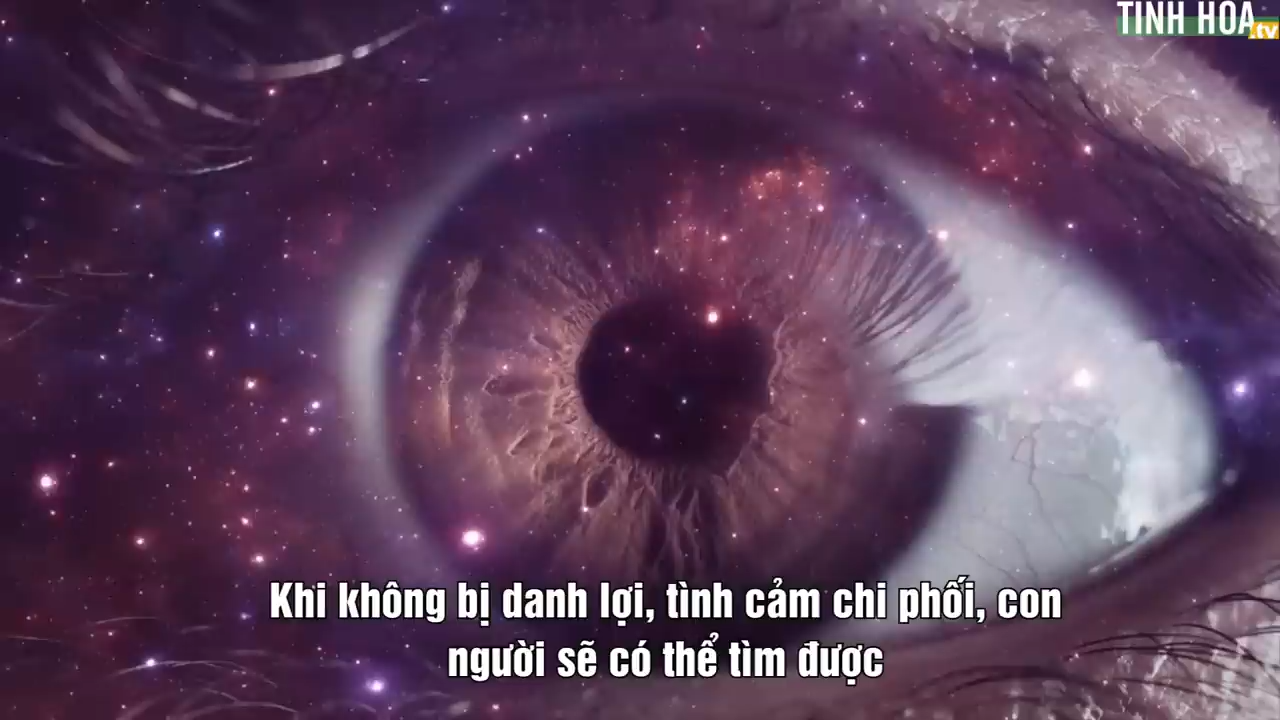 TINH HOA
.tv
Khi không bị danh lợi, tình cảm chi phối, con
người sẽ có thể tìm được